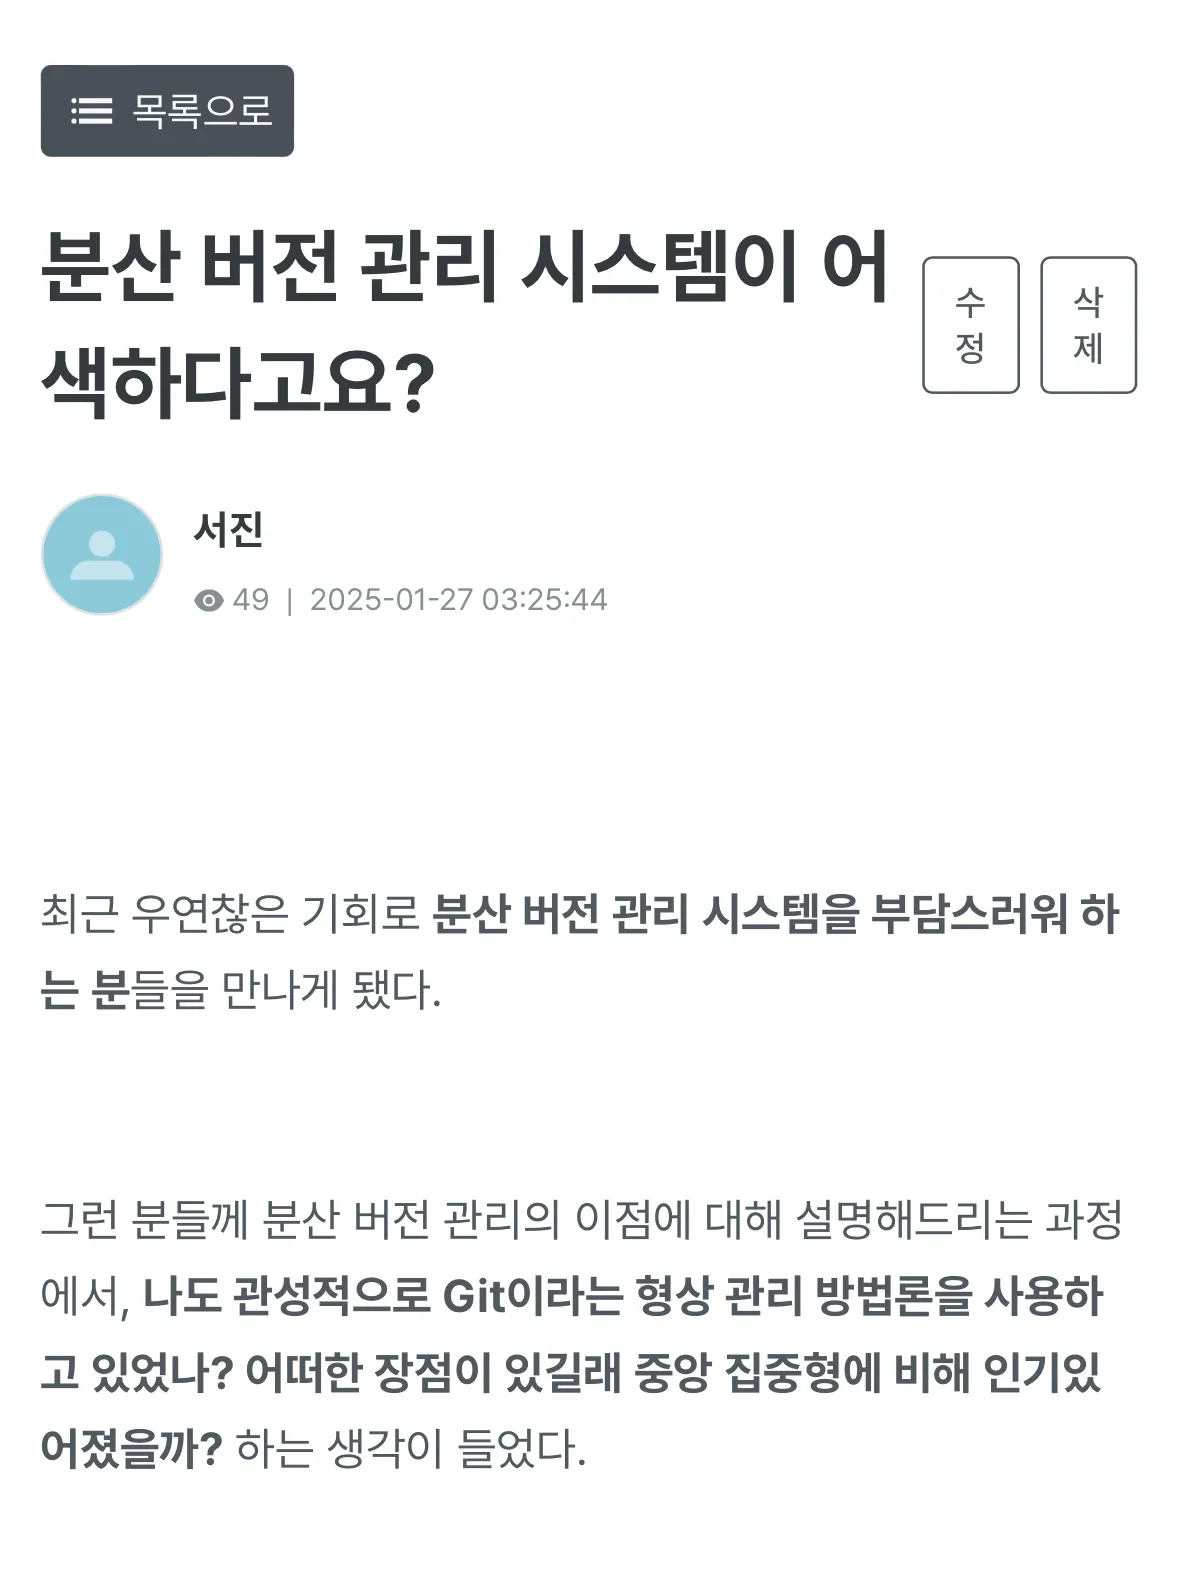 목록으로
분산 버전 관리 시스템이 어
색하다고요?
수
정
삭
제
서진
49 | 2025-01-27 03:25:44
최근 우연찮은 기회로 분산 버전 관리 시스템을 부담스러워 하
는 분들을 만나게 됐다.
그런 분들께 분산 버전 관리의 이점에 대해 설명해드리는 과정
에서, 나도 관성적으로 Git이라는 형상 관리 방법론을 사용하
고 있었나? 어떠한 장점이 있길래 중앙 집중형에 비해 인기있
어졌을까? 하는 생각이 들었다.